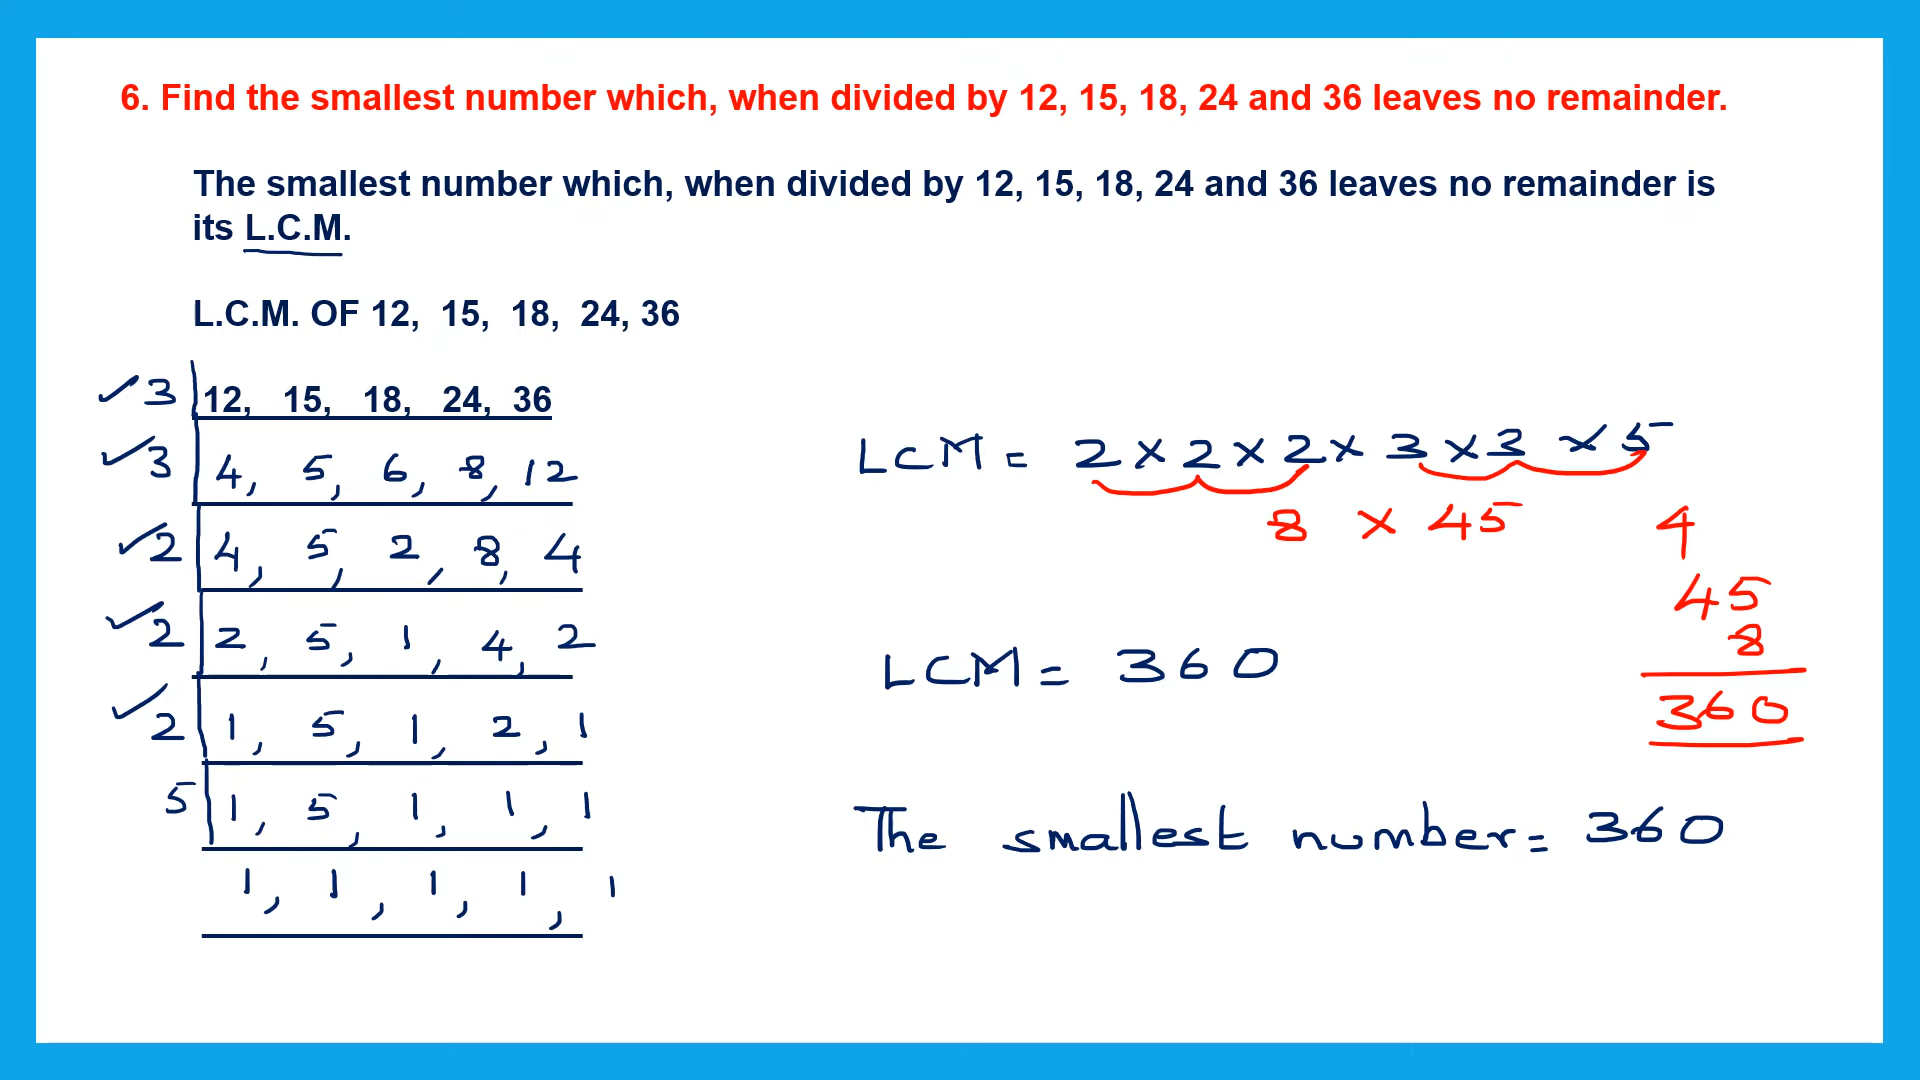 6. Find the smallest number which, when divided by 12, 15, 18, 24 and 36 leaves no remainder.
The smallest number which, when divided by 12, 15, 18, 24 and 36 leaves no remainder is
its L.C.M.
L.C.M. OF 12, 15, 18, 24, 36
3 12, 15, 18, 24, 36
3 4, 5, 6, 8, 12
2 4, 5, 2, 8, 4
2 2, 5, 1, 4, 2
2 1, 5, 1, 2, 1
5 1, 5, 1, 1, 1
1, 1, 1, 1, 1
LCM = 2 × 2 × 2 × 3 × 3 × 5
8 × 45
4
45
8
360
LCM = 360
The smallest number = 360